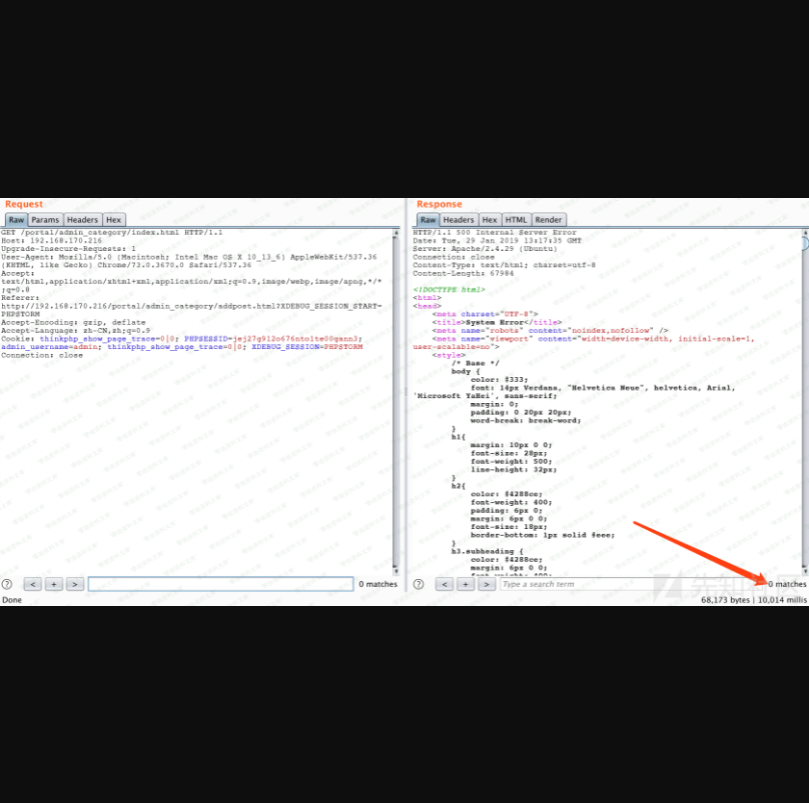 Request
Raw Params Headers Hex
GET /portal/admin_category/index.html HTTP/1.1
Host: 192.168.170.216
Upgrade-Insecure-Requests: 1
User-Agent: Mozilla/5.0 (Macintosh; Intel Mac OS X 10_13_6) AppleWebKit/537.36
(KHTML, like Gecko) Chrome/73.0.3670.0 Safari/537.36
Accept:
text/html,application/xhtml+xml,application/xml;q=0.9,image/webp,image/apng,*/*
;q=0.8
Referer:
http://192.168.170.216/portal/admin_category/addpost.html?XDEBUG_SESSION_START=
PHPSTORM
Accept-Encoding: gzip, deflate
Accept-Language: zh-CN,zh;q=0.9
Cookie: thinkphp_show_page_trace=0|0; PHPSESSID=
admin_username=admin; thinkphp_show_page_trace=0|0; XDEBUG_SESSION=PHPSTORM
Connection: close
? < + > 0 matches
Done
Response
Raw Headers Hex HTML Render
HTTP/1.1 500 Internal Server Error
Date: Tue, 29 Jan 2019 13:17:35 GMT
Server: Apache/2.4.29 (Ubuntu)
Connection: close
Content-Type: text/html; charset=utf-8
Content-Length: 67984
<!DOCTYPE html>
<html>
<head>
<meta charset="UTF-8">
<title>System Error</title>
<meta name="robots" content="noindex,nofollow" />
<meta name="viewport" content="width=device-width, initial-scale=1,
user-scalable=no">
<style>
/* Base */
body {
color: #333;
font: 14px Verdana, "Helvetica Neue", helvetica, Arial,
'Microsoft YaHei', sans-serif;
margin: 0;
padding: 0 20px 20px;
word-break: break-word;
}
h1{
margin: 10px 0 0;
font-size: 28px;
font-weight: 500;
line-height: 32px;
}
h2{
color: #4288ce;
font-weight: 400;
padding: 6px 0;
margin: 6px 0 0;
font-size: 18px;
border-bottom: 1px solid #eee;
}
h3.subheading {
color: #4288ce;
margin: 6px 0 0;
? < + > Type a search term 0 matches
68,173 bytes | 10,014 millis